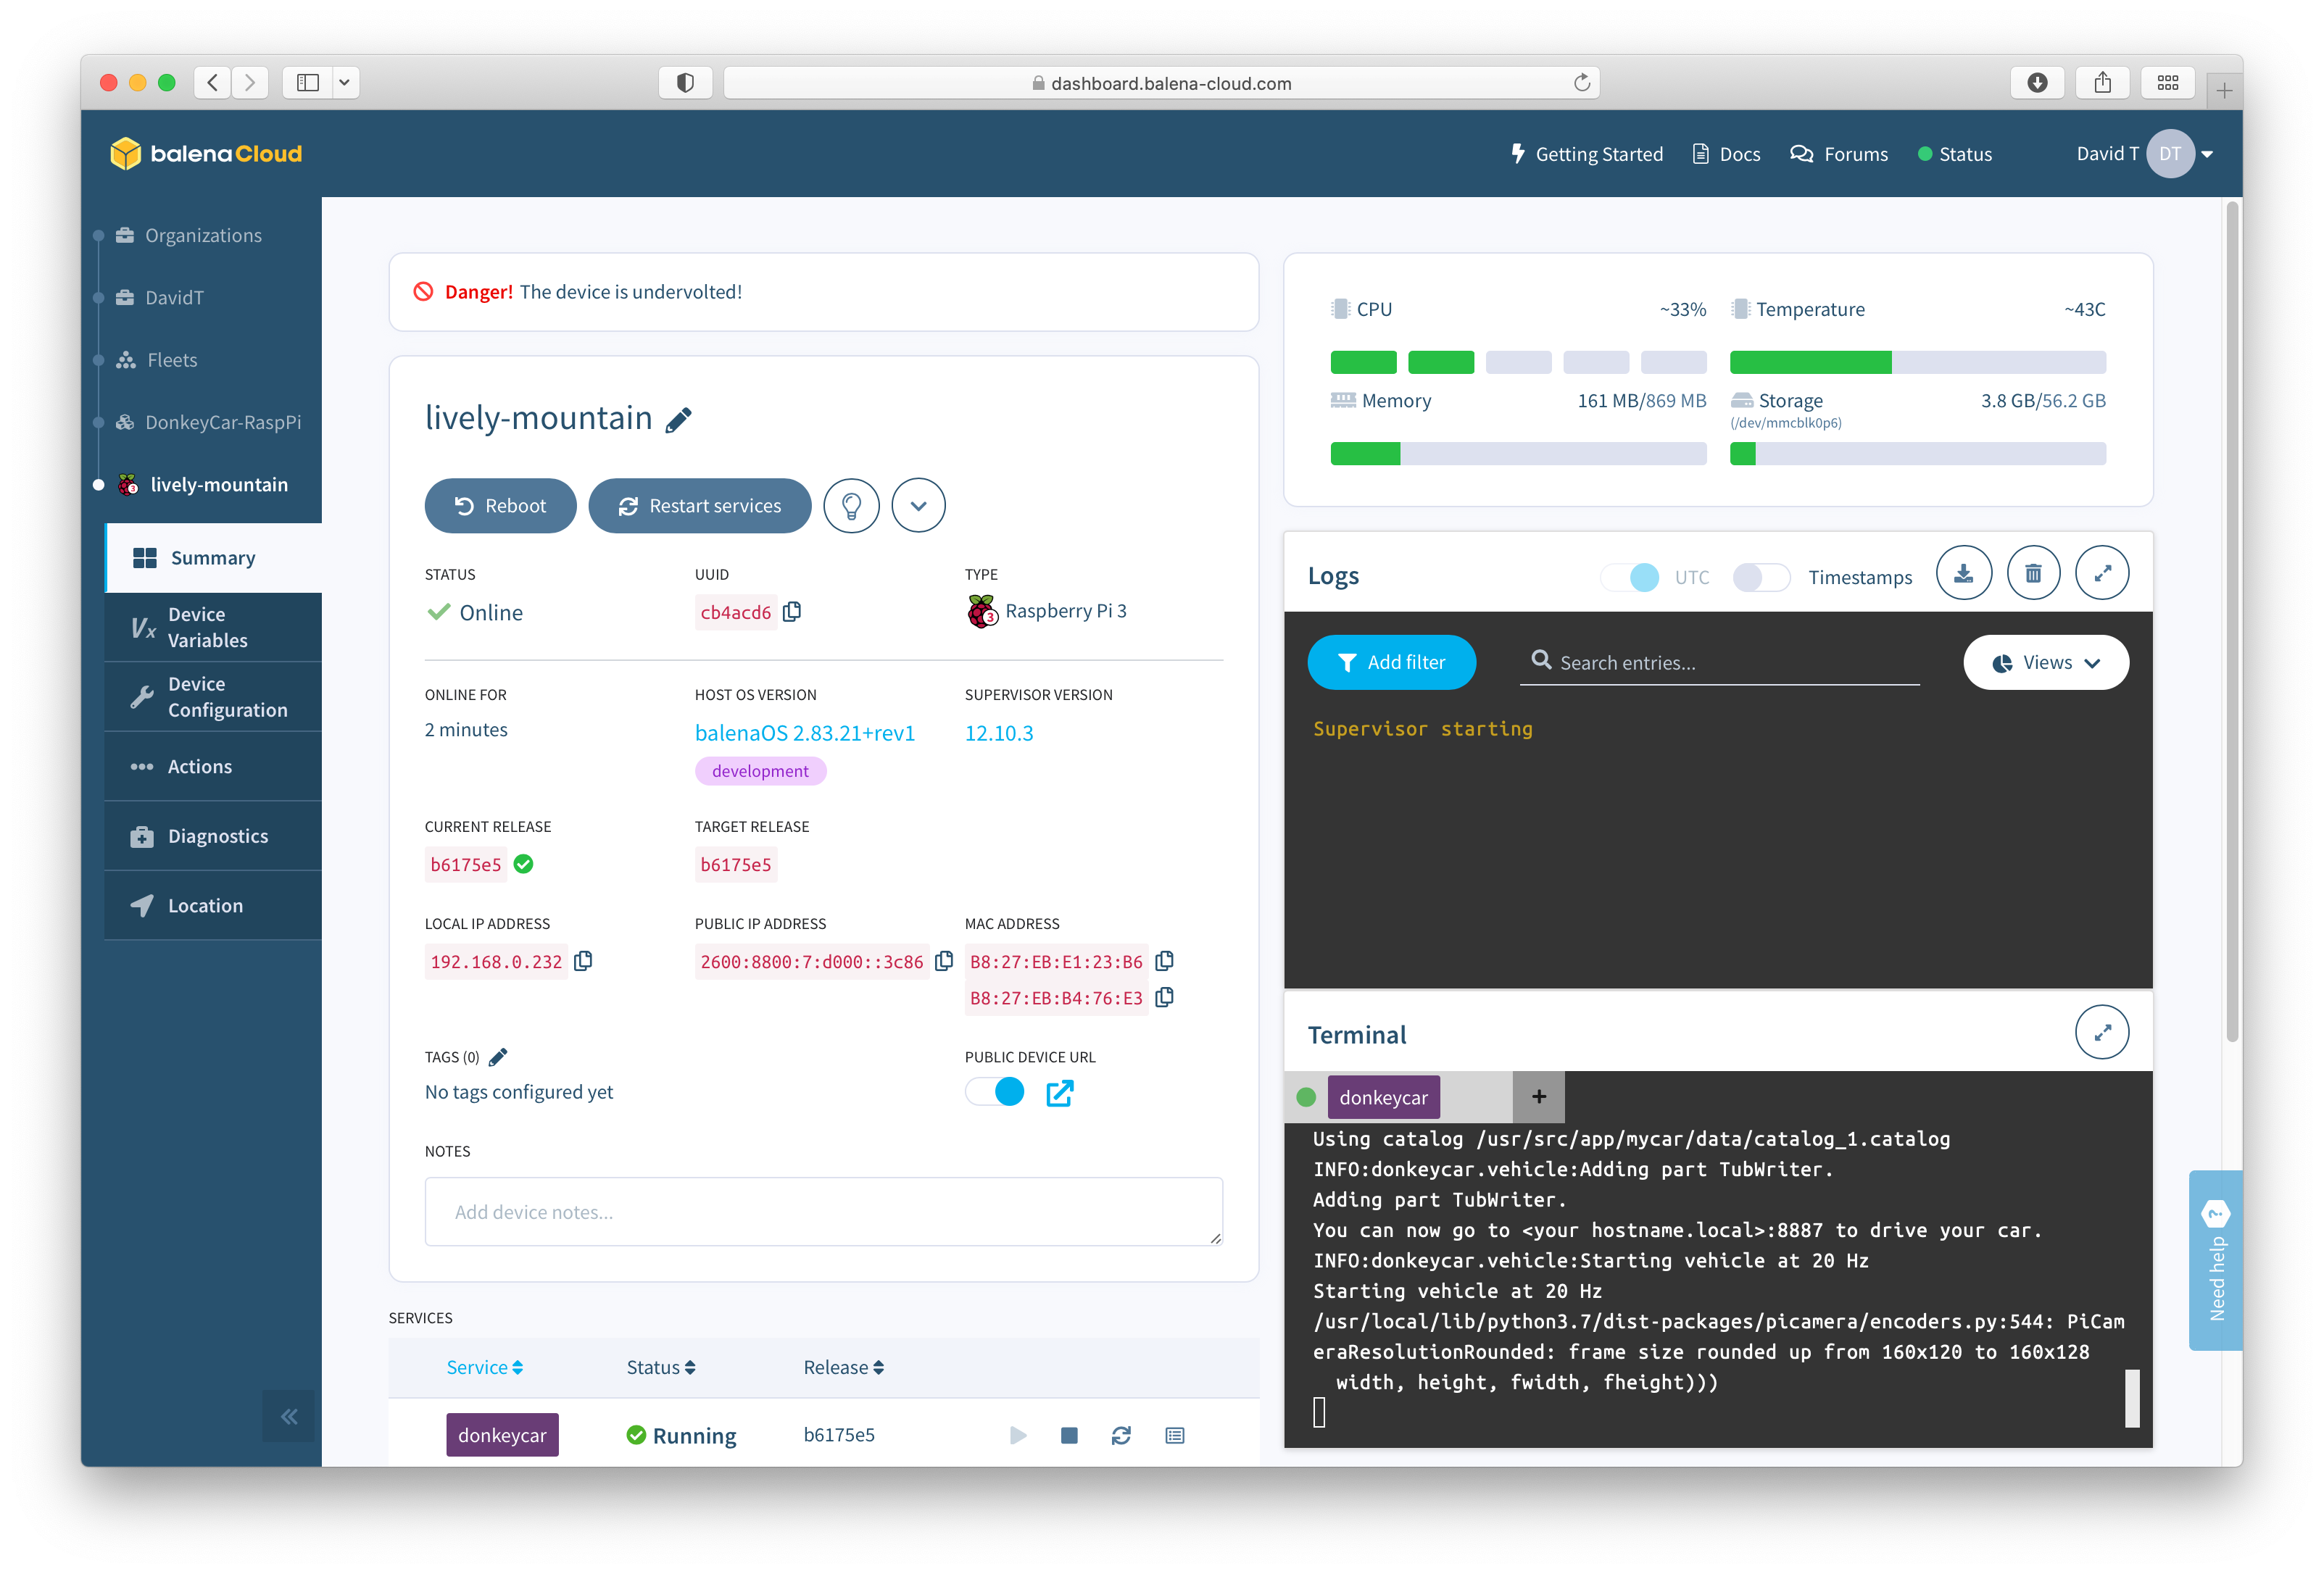 dashboard.balena-cloud.com
balenaCloud
Getting Started
Docs
Forums
Status
David T
DT
Organizations
DavidT
Fleets
DonkeyCar-RaspPi
lively-mountain
Summary
Device
Variables
Device
Configuration
Actions
Diagnostics
Location
Danger! The device is undervolted!
lively-mountain
Reboot
Restart services
STATUS
UUID
TYPE
Online
cb4acd6
Raspberry Pi 3
ONLINE FOR
HOST OS VERSION
SUPERVISOR VERSION
2 minutes
balenaOS 2.83.21+rev1
12.10.3
development
CURRENT RELEASE
TARGET RELEASE
b6175e5
b6175e5
LOCAL IP ADDRESS
PUBLIC IP ADDRESS
MAC ADDRESS
192.168.0.232
2600:8800:7:d000::3c86
B8:27:EB:E1:23:B6
B8:27:EB:B4:76:E3
TAGS (0)
PUBLIC DEVICE URL
No tags configured yet
NOTES
Add device notes...
SERVICES
Service
Status
Release
donkeycar
Running
b6175e5
CPU
~33%
Temperature
~43C
Memory
161 MB/869 MB
Storage
3.8 GB/56.2 GB
(/dev/mmcblk0p6)
Logs
UTC
Timestamps
Add filter
Search entries...
Views
Supervisor starting
Terminal
donkeycar
+
Using catalog /usr/src/app/mycar/data/catalog_1.catalog
INFO:donkeycar.vehicle:Adding part TubWriter.
Adding part TubWriter.
You can now go to <your hostname.local>:8887 to drive your car.
INFO:donkeycar.vehicle:Starting vehicle at 20 Hz
Starting vehicle at 20 Hz
/usr/local/lib/python3.7/dist-packages/picamera/encoders.py:544: PiCam
eraResolutionRounded: frame size rounded up from 160x120 to 160x128
width, height, fwidth, fheight)))
Need help